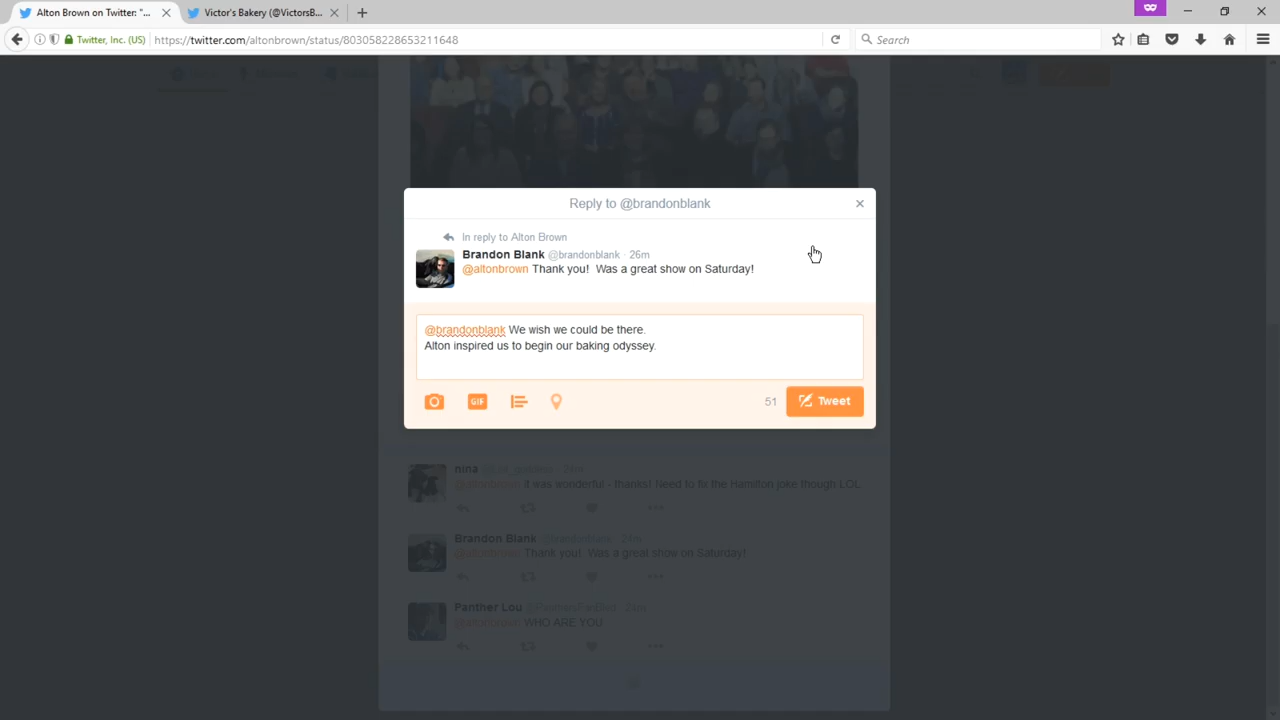 Alton Brown on Twitter: "...
Victor's Bakery (@VictorsB...
Twitter, Inc. (US)
https://twitter.com/altonbrown/status/803058228653211648
Search
Reply to @brandonblank
In reply to Alton Brown
Brandon Blank @brandonblank · 26m
@altonbrown Thank you! Was a great show on Saturday!
@brandonblank We wish we could be there.
Alton inspired us to begin our baking odyssey.
GIF
51
Tweet
nina
@altonbrown it was wonderful - thanks! Need to fix the Hamilton joke though LOL
Brandon Blank @brandonblank · 24m
@altonbrown Thank you! Was a great show on Saturday!
Panther Lou
@altonbrown WHO ARE YOU